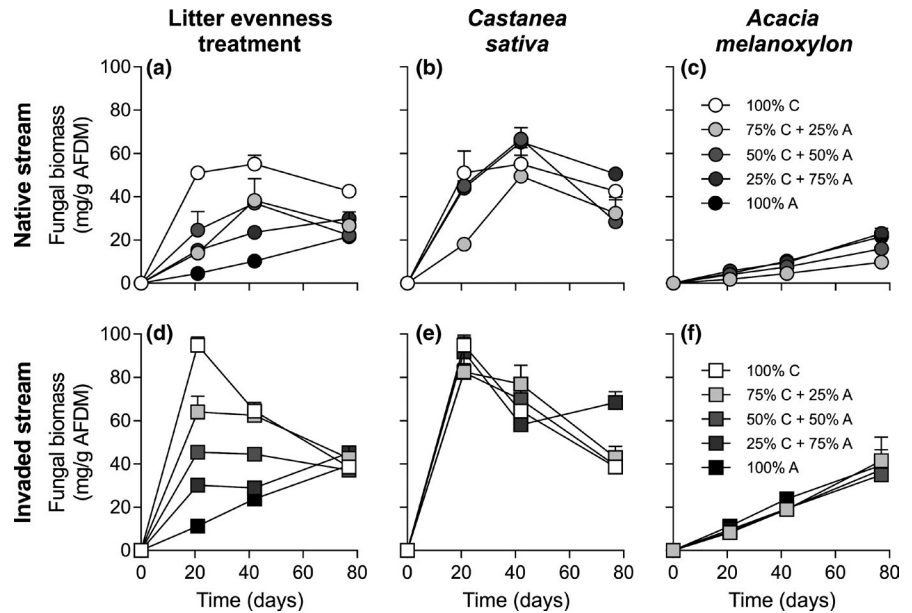 Litter evenness
treatment
Castanea
sativa
Acacia
melanoxylon
Native stream
Fungal biomass
(mg/g AFDM)
100
80
60
40
20
0
(a)
(b)
(c)
100% C
75% C + 25% A
50% C + 50% A
25% C + 75% A
100% A
Invaded stream
Fungal biomass
(mg/g AFDM)
100
80
60
40
20
0
(d)
(e)
(f)
100% C
75% C + 25% A
50% C + 50% A
25% C + 75% A
100% A
0 20 40 60 80
0 20 40 60 80
0 20 40 60 80
Time (days)
Time (days)
Time (days)